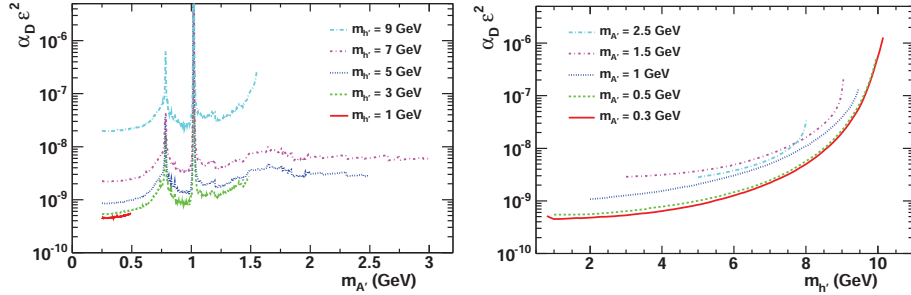 α_D ε²
10⁻⁶
10⁻⁷
10⁻⁸
10⁻⁹
10⁻¹⁰
m_h' = 9 GeV
m_h' = 7 GeV
m_h' = 5 GeV
m_h' = 3 GeV
m_h' = 1 GeV
0 0.5 1 1.5 2 2.5 3
m_A' (GeV)
α_D ε²
10⁻⁶
10⁻⁷
10⁻⁸
10⁻⁹
10⁻¹⁰
m_A' = 2.5 GeV
m_A' = 1.5 GeV
m_A' = 1 GeV
m_A' = 0.5 GeV
m_A' = 0.3 GeV
2 4 6 8 10
m_h' (GeV)